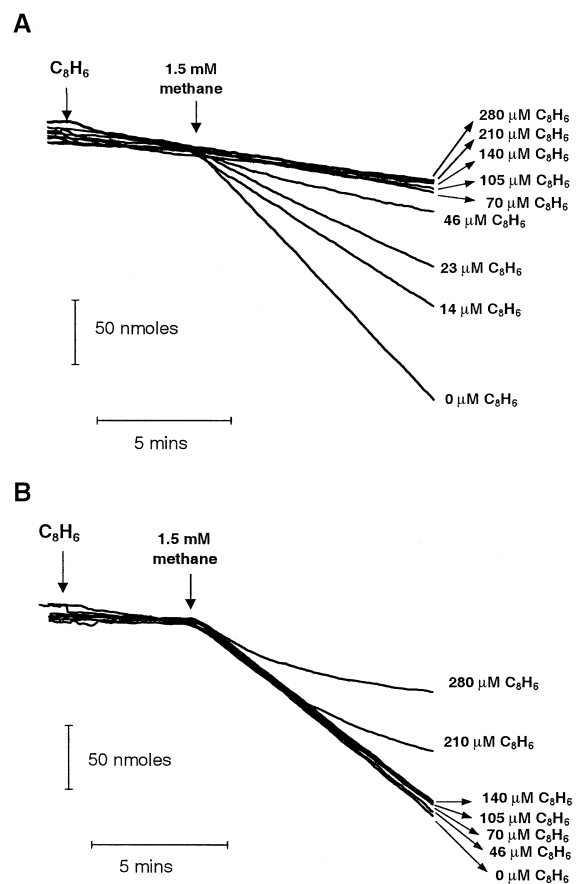 A
C₈H₆
1.5 mM
methane
280 µM C₈H₆
210 µM C₈H₆
140 µM C₈H₆
105 µM C₈H₆
70 µM C₈H₆
46 µM C₈H₆
23 µM C₈H₆
14 µM C₈H₆
50 nmoles
0 µM C₈H₆
5 mins
B
C₈H₆
1.5 mM
methane
280 µM C₈H₆
210 µM C₈H₆
50 nmoles
140 µM C₈H₆
105 µM C₈H₆
70 µM C₈H₆
46 µM C₈H₆
0 µM C₈H₆
5 mins